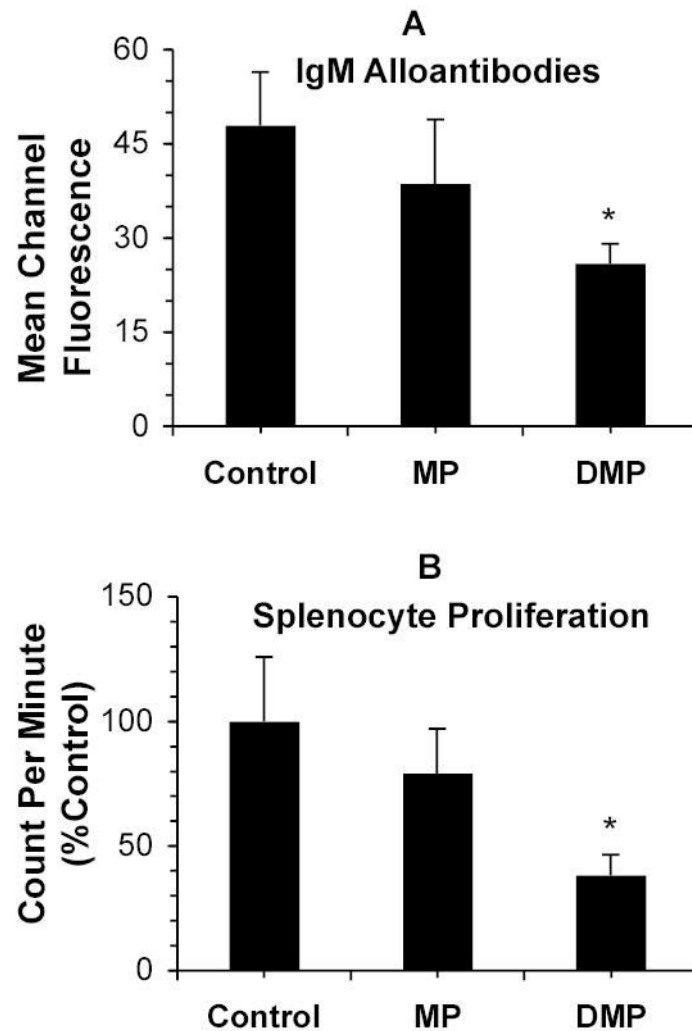 A
IgM Alloantibodies
Mean Channel
Fluorescence
60
45
30
15
0
*
Control MP DMP
B
Splenocyte Proliferation
Count Per Minute
(%Control)
150
100
50
0
*
Control MP DMP